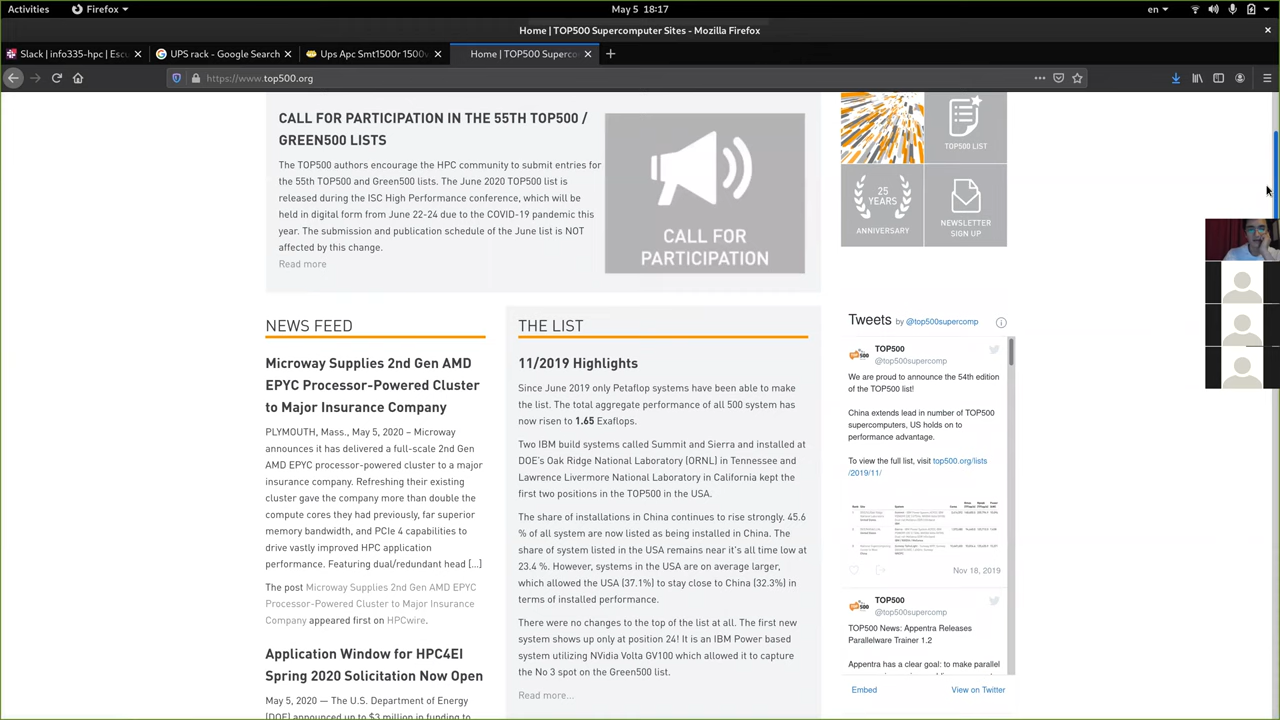 Activities
Firefox
May 5 18:17
en
Home | TOP500 Supercomputer Sites - Mozilla Firefox
Slack | info335-hpc | Escu
UPS rack - Google Search
Ups Apc Smt1500r 1500v
Home | TOP500 Superco
https://www.top500.org
CALL FOR PARTICIPATION IN THE 55TH TOP500 /
GREEN500 LISTS
The TOP500 authors encourage the HPC community to submit entries for
the 55th TOP500 and Green500 lists. The June 2020 TOP500 list is
released during the ISC High Performance conference, which will be
held in digital form from June 22-24 due to the COVID-19 pandemic this
year. The submission and publication schedule of the June list is NOT
affected by this change.
Read more
CALL FOR
PARTICIPATION
TOP500 LIST
25
YEARS
ANNIVERSARY
NEWSLETTER
SIGN UP
NEWS FEED
Microway Supplies 2nd Gen AMD
EPYC Processor-Powered Cluster
to Major Insurance Company
PLYMOUTH, Mass., May 5, 2020 – Microway
announces it has delivered a full-scale 2nd Gen
AMD EPYC processor-powered cluster to a major
insurance company. Refreshing their existing
cluster gave the company more than double the
cores they had previously, far superior
bandwidth, and PCIe capabilities to
drive vastly improved HPC application
performance. Featuring dual/redundant head [...]
The post Microway Supplies 2nd Gen AMD EPYC
Processor-Powered Cluster to Major Insurance
Company appeared first on HPCwire.
Application Window for HPC4EI
Spring 2020 Solicitation Now Open
May 5, 2020 — The U.S. Department of Energy
(DOE) announced up to $3 million in funding to
THE LIST
11/2019 Highlights
Since June 2019 only Petaflop systems have been able to make
the list. The total aggregate performance of all 500 system has
now risen to 1.65 Exaflops.
Two IBM build systems called Summit and Sierra and installed at
DOE's Oak Ridge National Laboratory (ORNL) in Tennessee and
Lawrence Livermore National Laboratory in California kept the
first two positions in the TOP500 in the USA.
The share of installations in China continues to rise strongly. 45.6
% of all system are now listed as being installed in China. The
share of system listed in the USA remains near it's all time low at
23.4 %. However, systems in the USA are on average larger,
which allowed the USA (37.1%) to stay close to China (32.3%) in
terms of installed performance.
There were no changes to the top of the list at all. The first new
system shows up only at position 24! It is an IBM Power based
system utilizing NVidia Volta GV100 which allowed it to capture
the No 3 spot on the Green500 list.
Read more...
Tweets by @top500supercomp
TOP500
@top500supercomp
We are proud to announce the 54th edition
of the TOP500 list!
China extends lead in number of TOP500
supercomputers, US holds on to
performance advantage.
To view the full list, visit top500.org/lists
/2019/11/
Nov 18, 2019
TOP500
@top500supercomp
TOP500 News: Appentra Releases
Parallelware Trainer 1.2
Appentra has a clear goal: to make parallel
Embed
View on Twitter